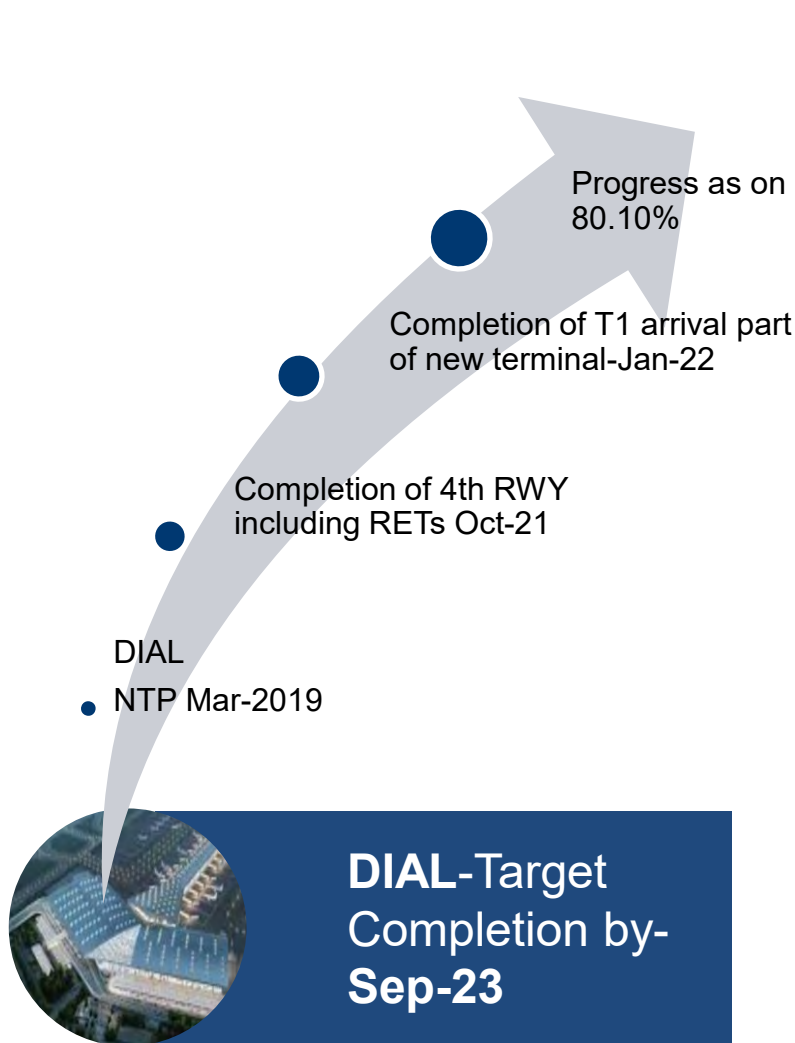 Progress as on
80.10%
Completion of T1 arrival part
of new terminal-Jan-22
Completion of 4th RWY
including RETs Oct-21
DIAL
NTP Mar-2019
DIAL-Target
Completion by-
Sep-23